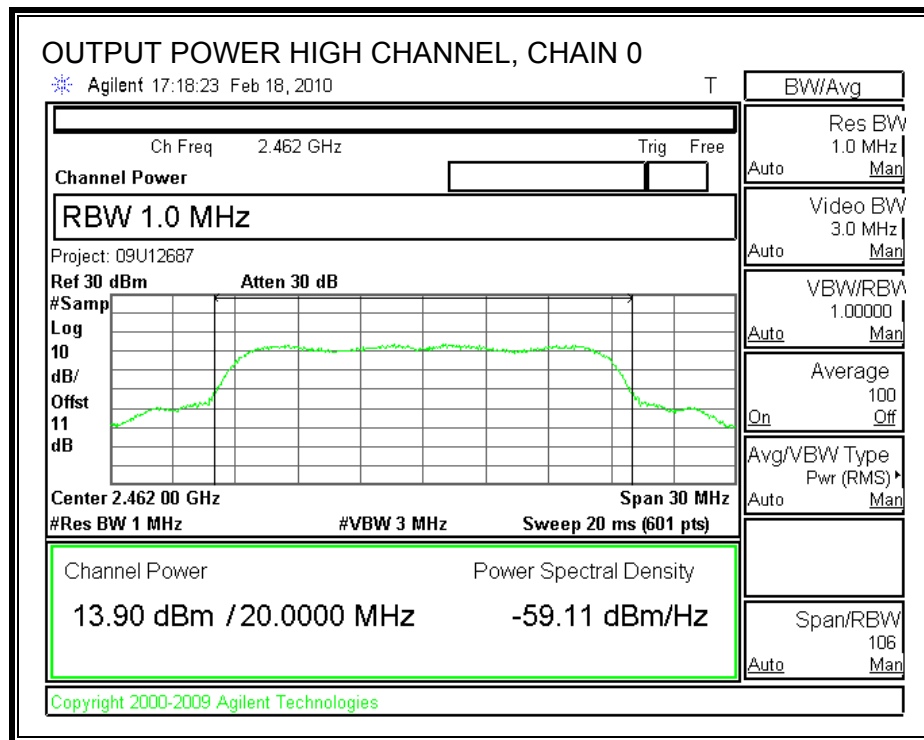 OUTPUT POWER HIGH CHANNEL, CHAIN 0
Agilent 17:18:23 Feb 18, 2010 T
Ch Freq 2.462 GHz Trig Free
Channel Power
RBW 1.0 MHz
Project: 09U12687
Ref 30 dBm Atten 30 dB
#Samp
Log
10
dB/
Offst
11
dB
Center 2.462 00 GHz Span 30 MHz
#Res BW 1 MHz #VBW 3 MHz Sweep 20 ms (601 pts)
Channel Power Power Spectral Density
13.90 dBm / 20.0000 MHz -59.11 dBm/Hz
Copyright 2000-2009 Agilent Technologies
BW/Avg
Res BW
1.0 MHz
Auto Man
Video BW
3.0 MHz
Auto Man
VBW/RBW
1.00000
Auto Man
Average
100
On Off
Avg/VBW Type
Pwr (RMS)
Auto Man
Span/RBW
106
Auto Man